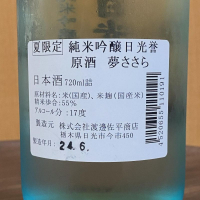 夏限定 純米吟醸日光誉
原酒 夢ささら
日本酒 720ml詰
原材料名:米(国産)、米麹(国産米)
精米歩合:55%
アルコール分:17度
製造元 株式会社渡邊佐平商店
栃木県日光市今市450
製造年月 24.6.
4520655110191